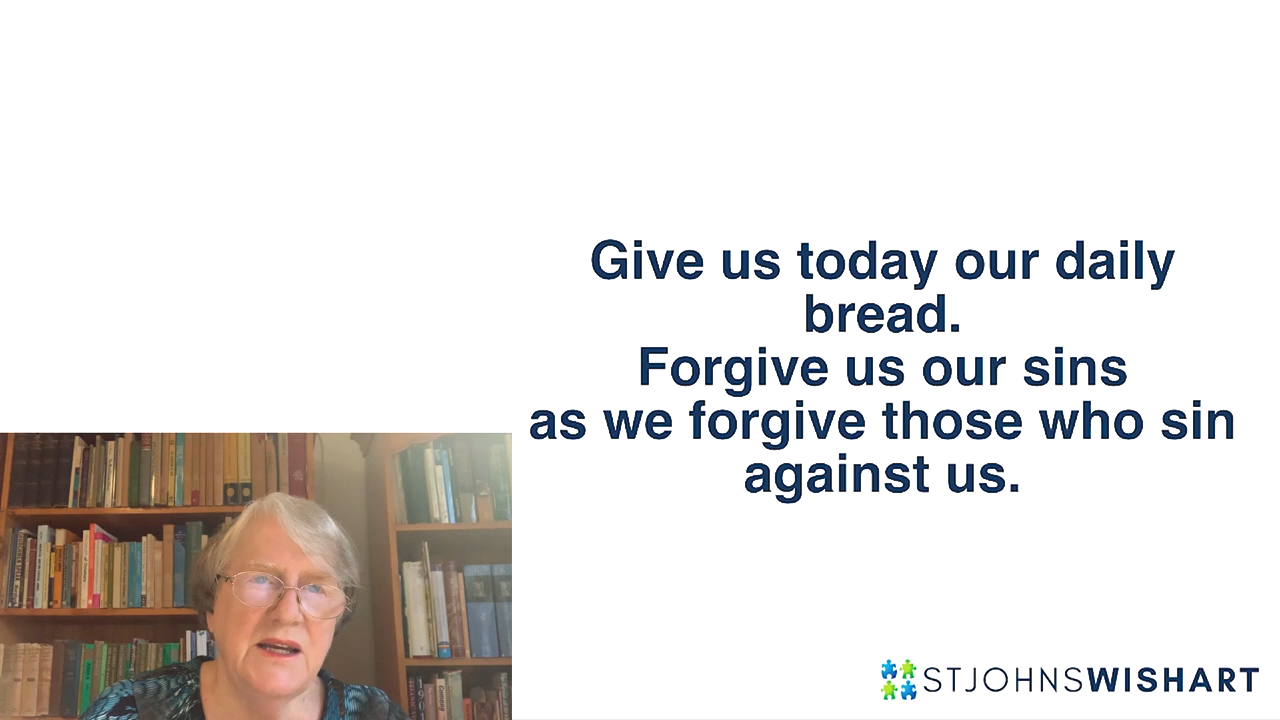 Give us today our daily
bread.
Forgive us our sins
as we forgive those who sin
against us.
STJOHNSWISHART